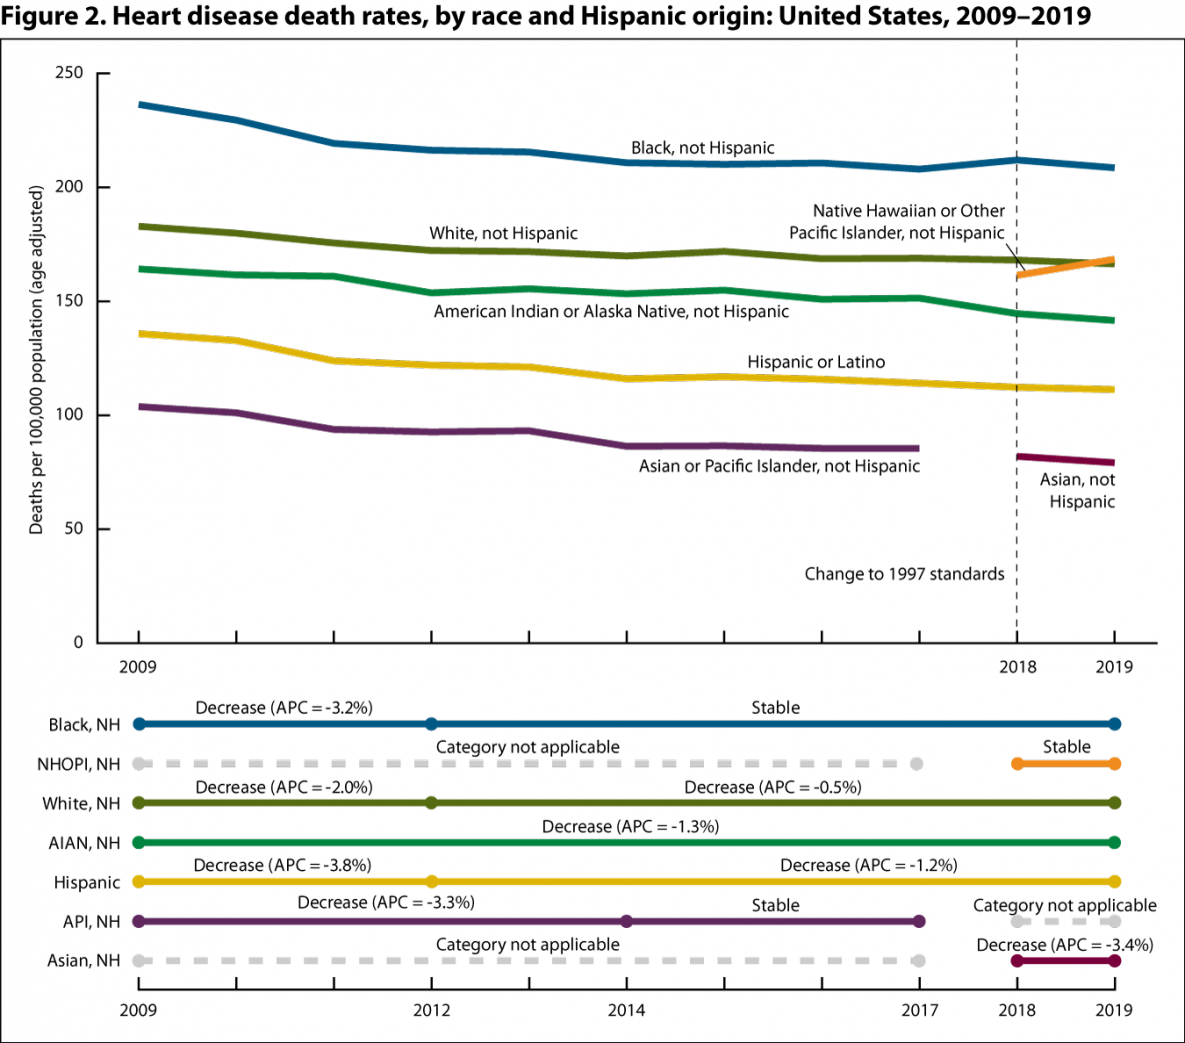 Figure 2. Heart disease death rates, by race and Hispanic origin: United States, 2009–2019
Deaths per 100,000 population (age adjusted)
250
200
150
100
50
0
Black, not Hispanic
Native Hawaiian or Other
Pacific Islander, not Hispanic
White, not Hispanic
American Indian or Alaska Native, not Hispanic
Hispanic or Latino
Asian or Pacific Islander, not Hispanic
Asian, not
Hispanic
Change to 1997 standards
2009 2018 2019
Decrease (APC = -3.2%) Stable
Black, NH
Category not applicable Stable
NHOPI, NH
Decrease (APC = -2.0%) Decrease (APC = -0.5%)
White, NH
Decrease (APC = -1.3%)
AIAN, NH
Decrease (APC = -3.8%) Decrease (APC = -1.2%)
Hispanic
Decrease (APC = -3.3%) Stable Category not applicable
API, NH
Category not applicable Decrease (APC = -3.4%)
Asian, NH
2009 2012 2014 2017 2018 2019